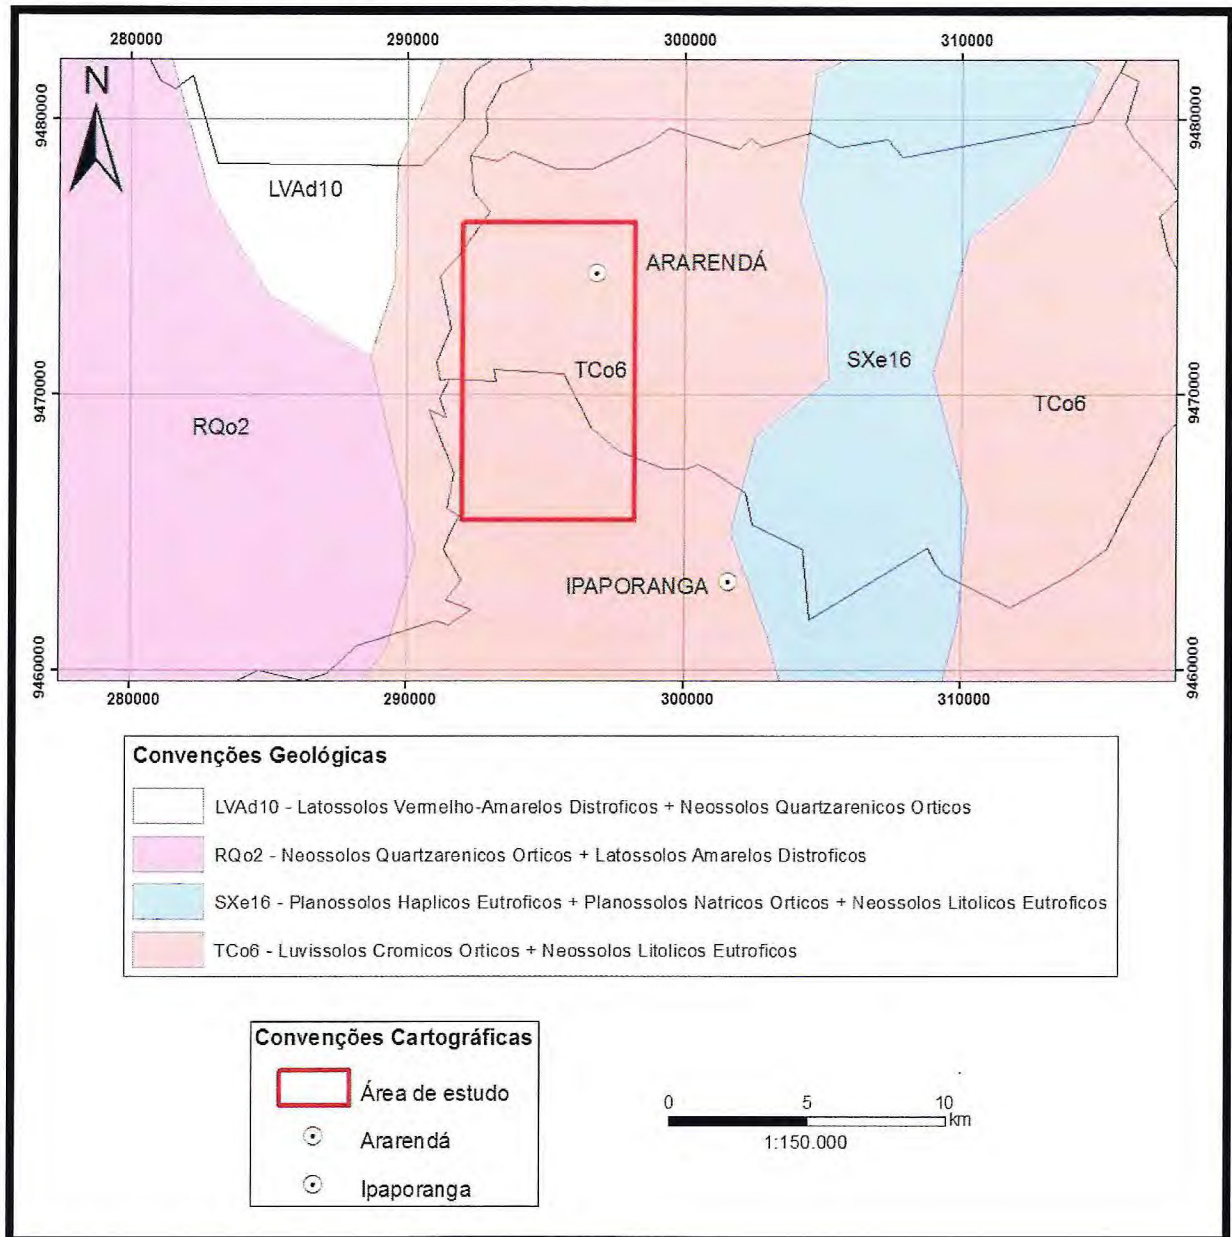 280000
290000
300000
310000
N
9480000
9480000
LVAd10
ARARENDÁ
TCo6
SXe16
9470000
9470000
TCo6
RQo2
IPAPORANGA
9460000
9460000
280000
290000
300000
310000
Convenções Geológicas
LVAd10 - Latossolos Vermelho-Amarelos Distroficos + Neossolos Quartzarenicos Orticos
RQo2 - Neossolos Quartzarenicos Orticos + Latossolos Amarelos Distroficos
SXe16 - Planossolos Haplicos Eutroficos + Planossolos Natricos Orticos + Neossolos Litolicos Eutroficos
TCo6 - Luvissolos Cromicos Orticos + Neossolos Litolicos Eutroficos
Convenções Cartográficas
Área de estudo
Ararendá
Ipaporanga
0 5 10
km
1:150.000